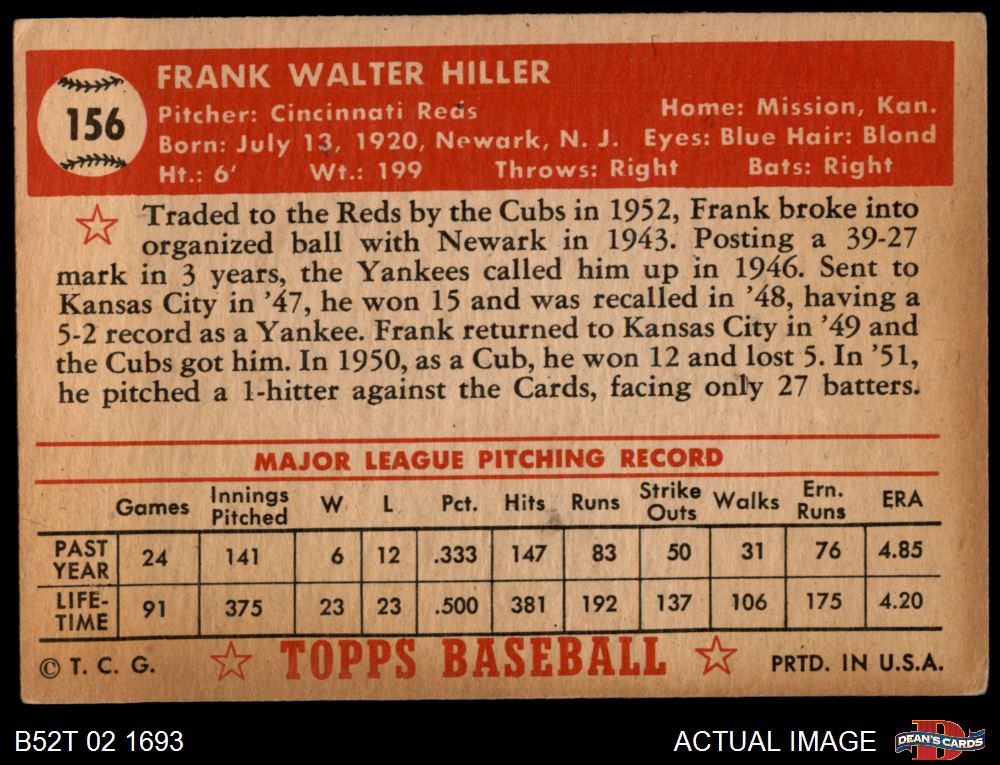 FRANK WALTER HILLER
156
Pitcher: Cincinnati Reds Home: Mission, Kan.
Born: July 13, 1920, Newark, N. J. Eyes: Blue Hair: Blond
Ht.: 6' Wt.: 199 Throws: Right Bats: Right
Traded to the Reds by the Cubs in 1952, Frank broke into
organized ball with Newark in 1943. Posting a 39-27
mark in 3 years, the Yankees called him up in 1946. Sent to
Kansas City in '47, he won 15 and was recalled in '48, having a
5-2 record as a Yankee. Frank returned to Kansas City in '49 and
the Cubs got him. In 1950, as a Cub, he won 12 and lost 5. In '51,
he pitched a 1-hitter against the Cards, facing only 27 batters.
MAJOR LEAGUE PITCHING RECORD
Games Innings Pitched W L Pct. Hits Runs Strike Outs Walks Ern. Runs ERA
PAST YEAR 24 141 6 12 .333 147 83 50 31 76 4.85
LIFE-TIME 91 375 23 23 .500 381 192 137 106 175 4.20
© T. C. G. TOPPS BASEBALL PRTD. IN U.S.A.
B52T 02 1693 ACTUAL IMAGE DEAN'S CARDS